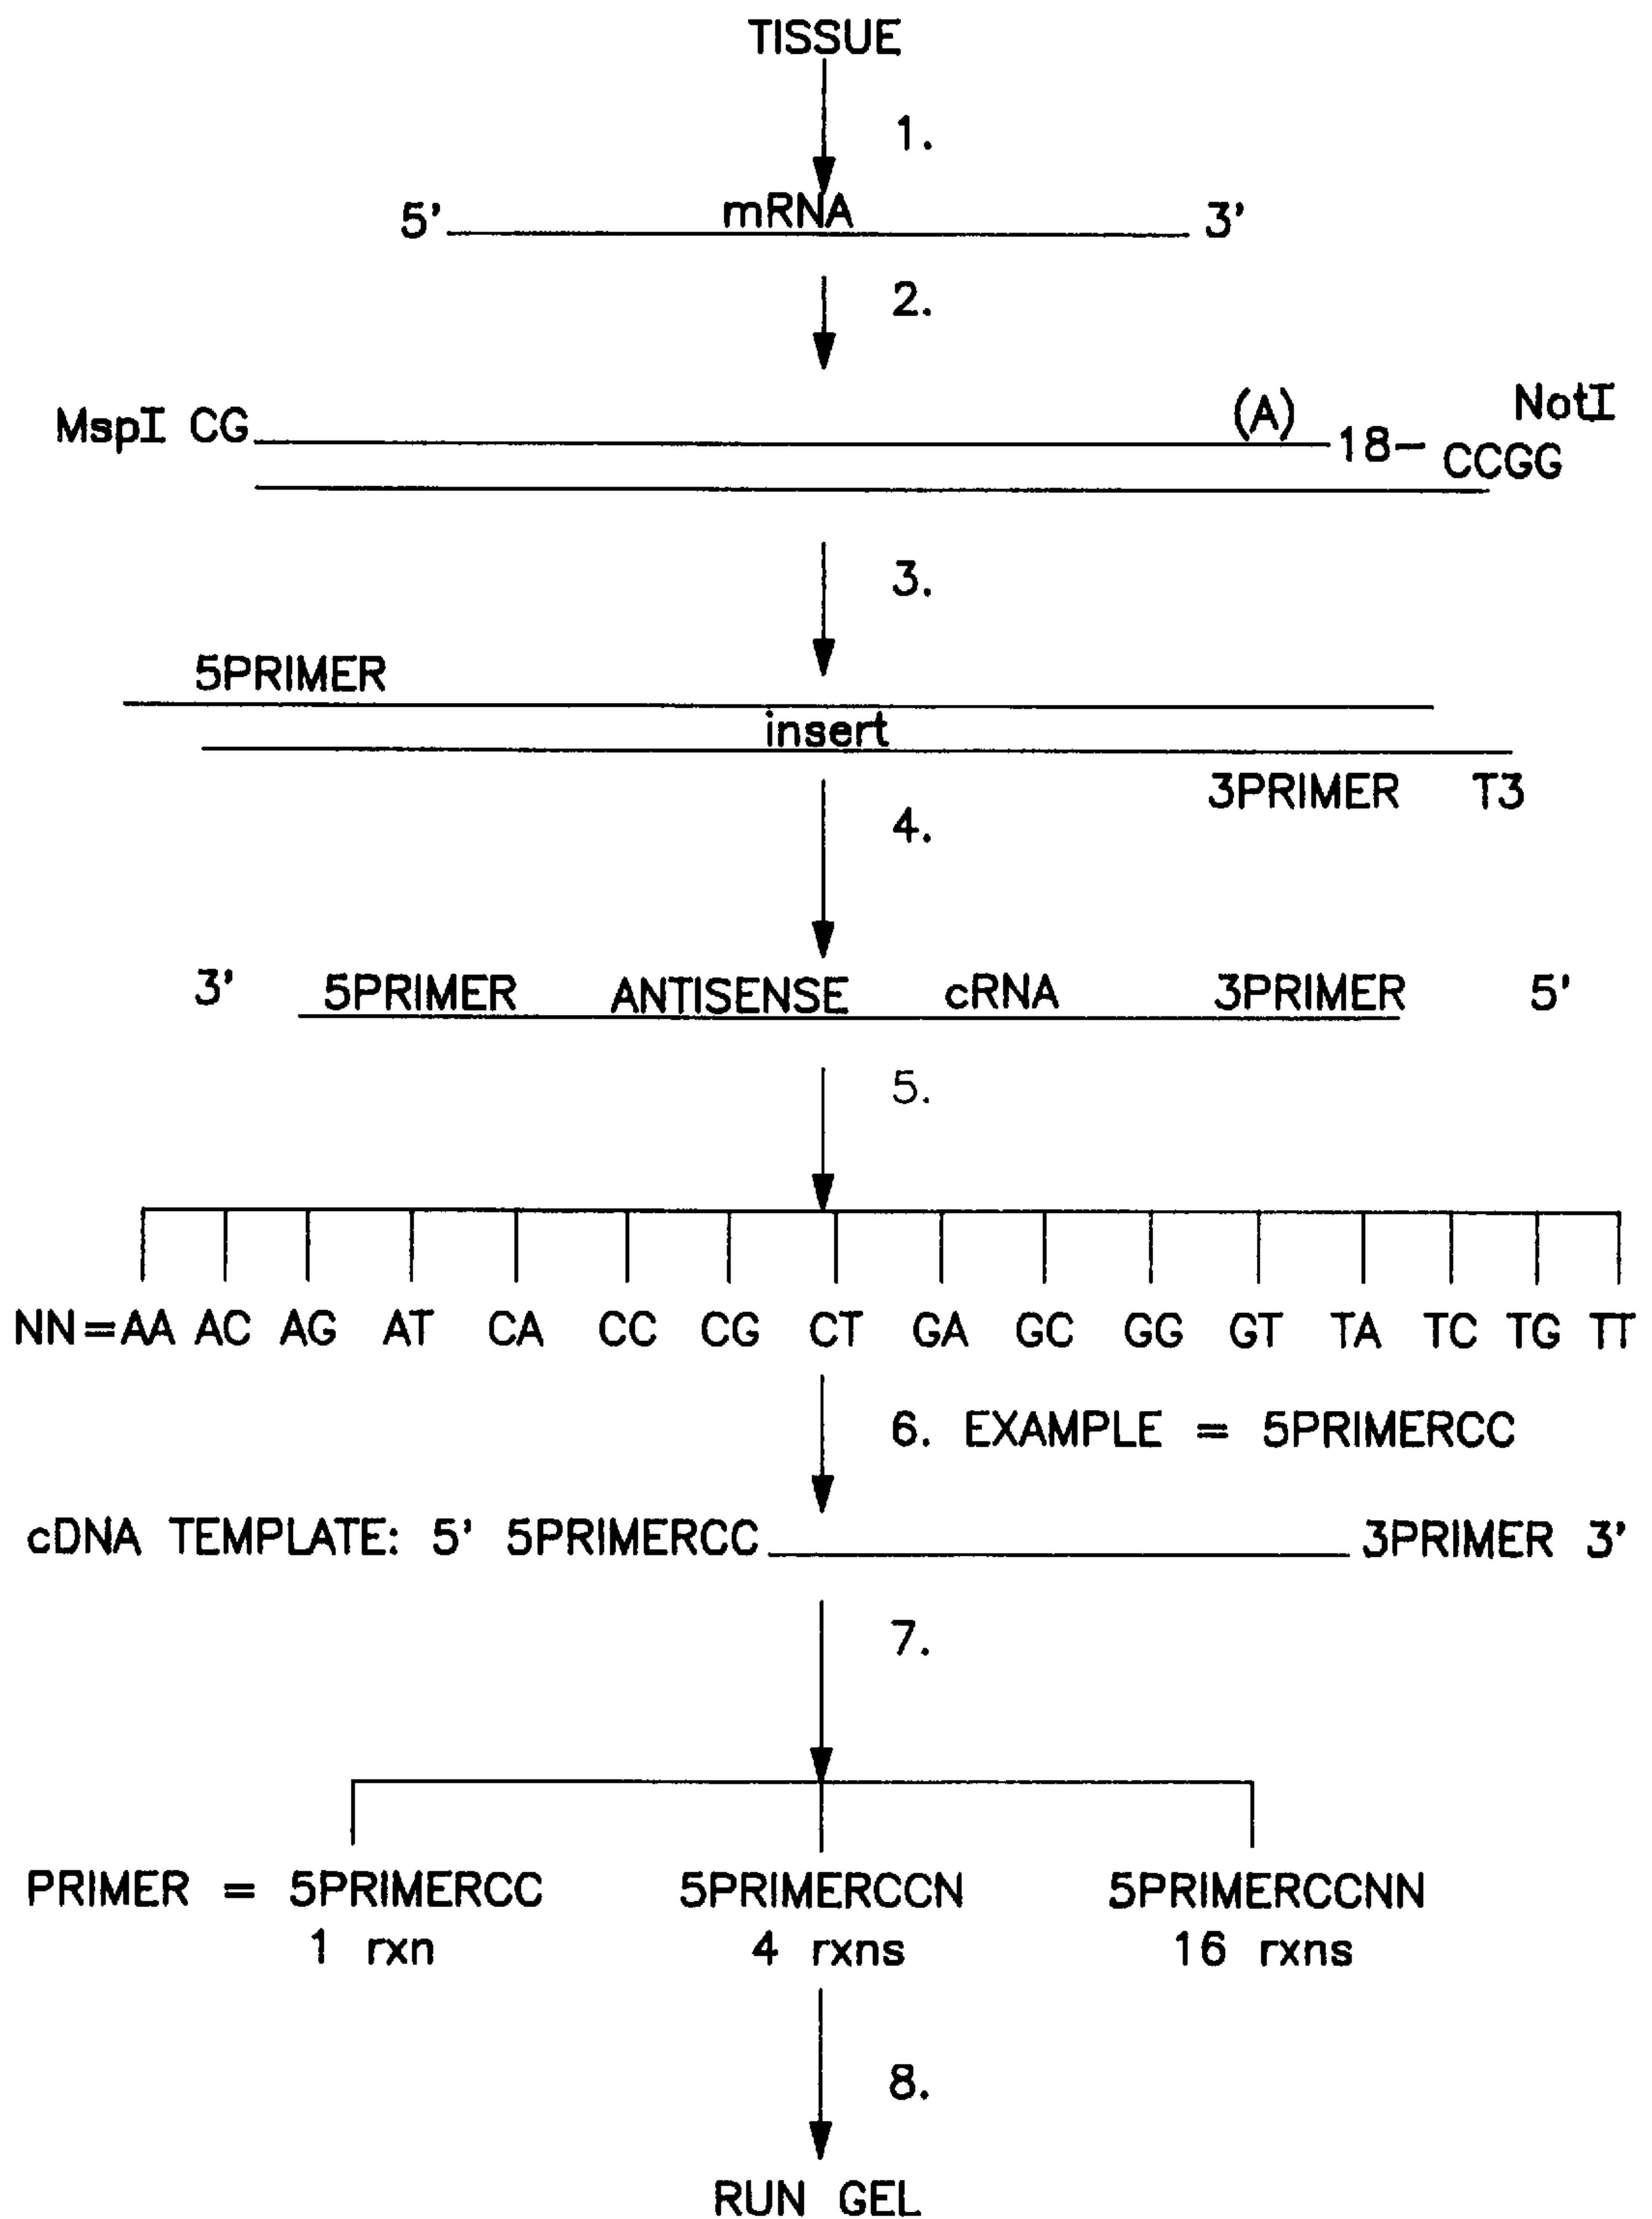 TISSUE
1.
5' mRNA 3'
2.
MspI CG (A) 18- NotI
CCGG
3.
5PRIMER
insert
3PRIMER T3
4.
3' 5PRIMER ANTISENSE cRNA 3PRIMER 5'
5.
NN=AA AC AG AT CA CC CG CT GA GC GG GT TA TC TG TT
6. EXAMPLE = 5PRIMERCC
cDNA TEMPLATE: 5' 5PRIMERCC 3PRIMER 3'
7.
PRIMER = 5PRIMERCC 5PRIMERCCN 5PRIMERCCNN
1 rxn 4 rxns 16 rxns
8.
RUN GEL